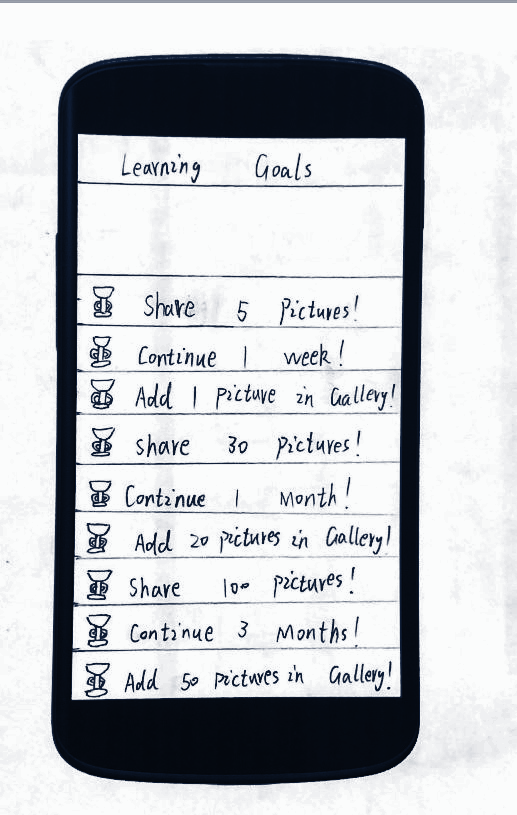 Learning Goals
Share 5 Pictures!
Continue 1 week!
Add 1 Picture in Gallery!
share 30 Pictures!
Continue 1 Month!
Add 20 pictures in Gallery!
Share 100 pictures!
Continue 3 Months!
Add 50 pictures in Gallery!